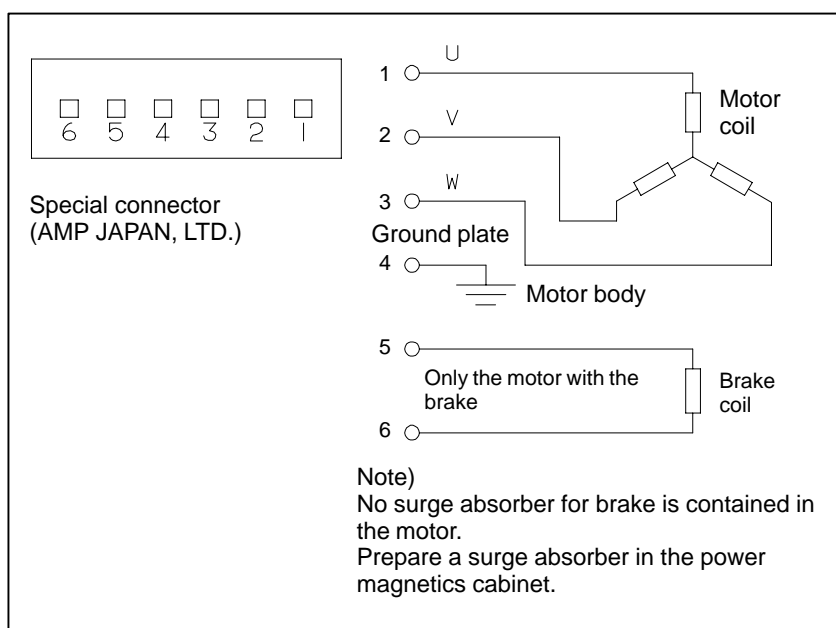 6 5 4 3 2 1
Special connector
(AMP JAPAN, LTD.)
1 U
Motor
coil
2 V
3 W
Ground plate
4
Motor body
5
Only the motor with the
brake
Brake
coil
6
Note)
No surge absorber for brake is contained in
the motor.
Prepare a surge absorber in the power
magnetics cabinet.